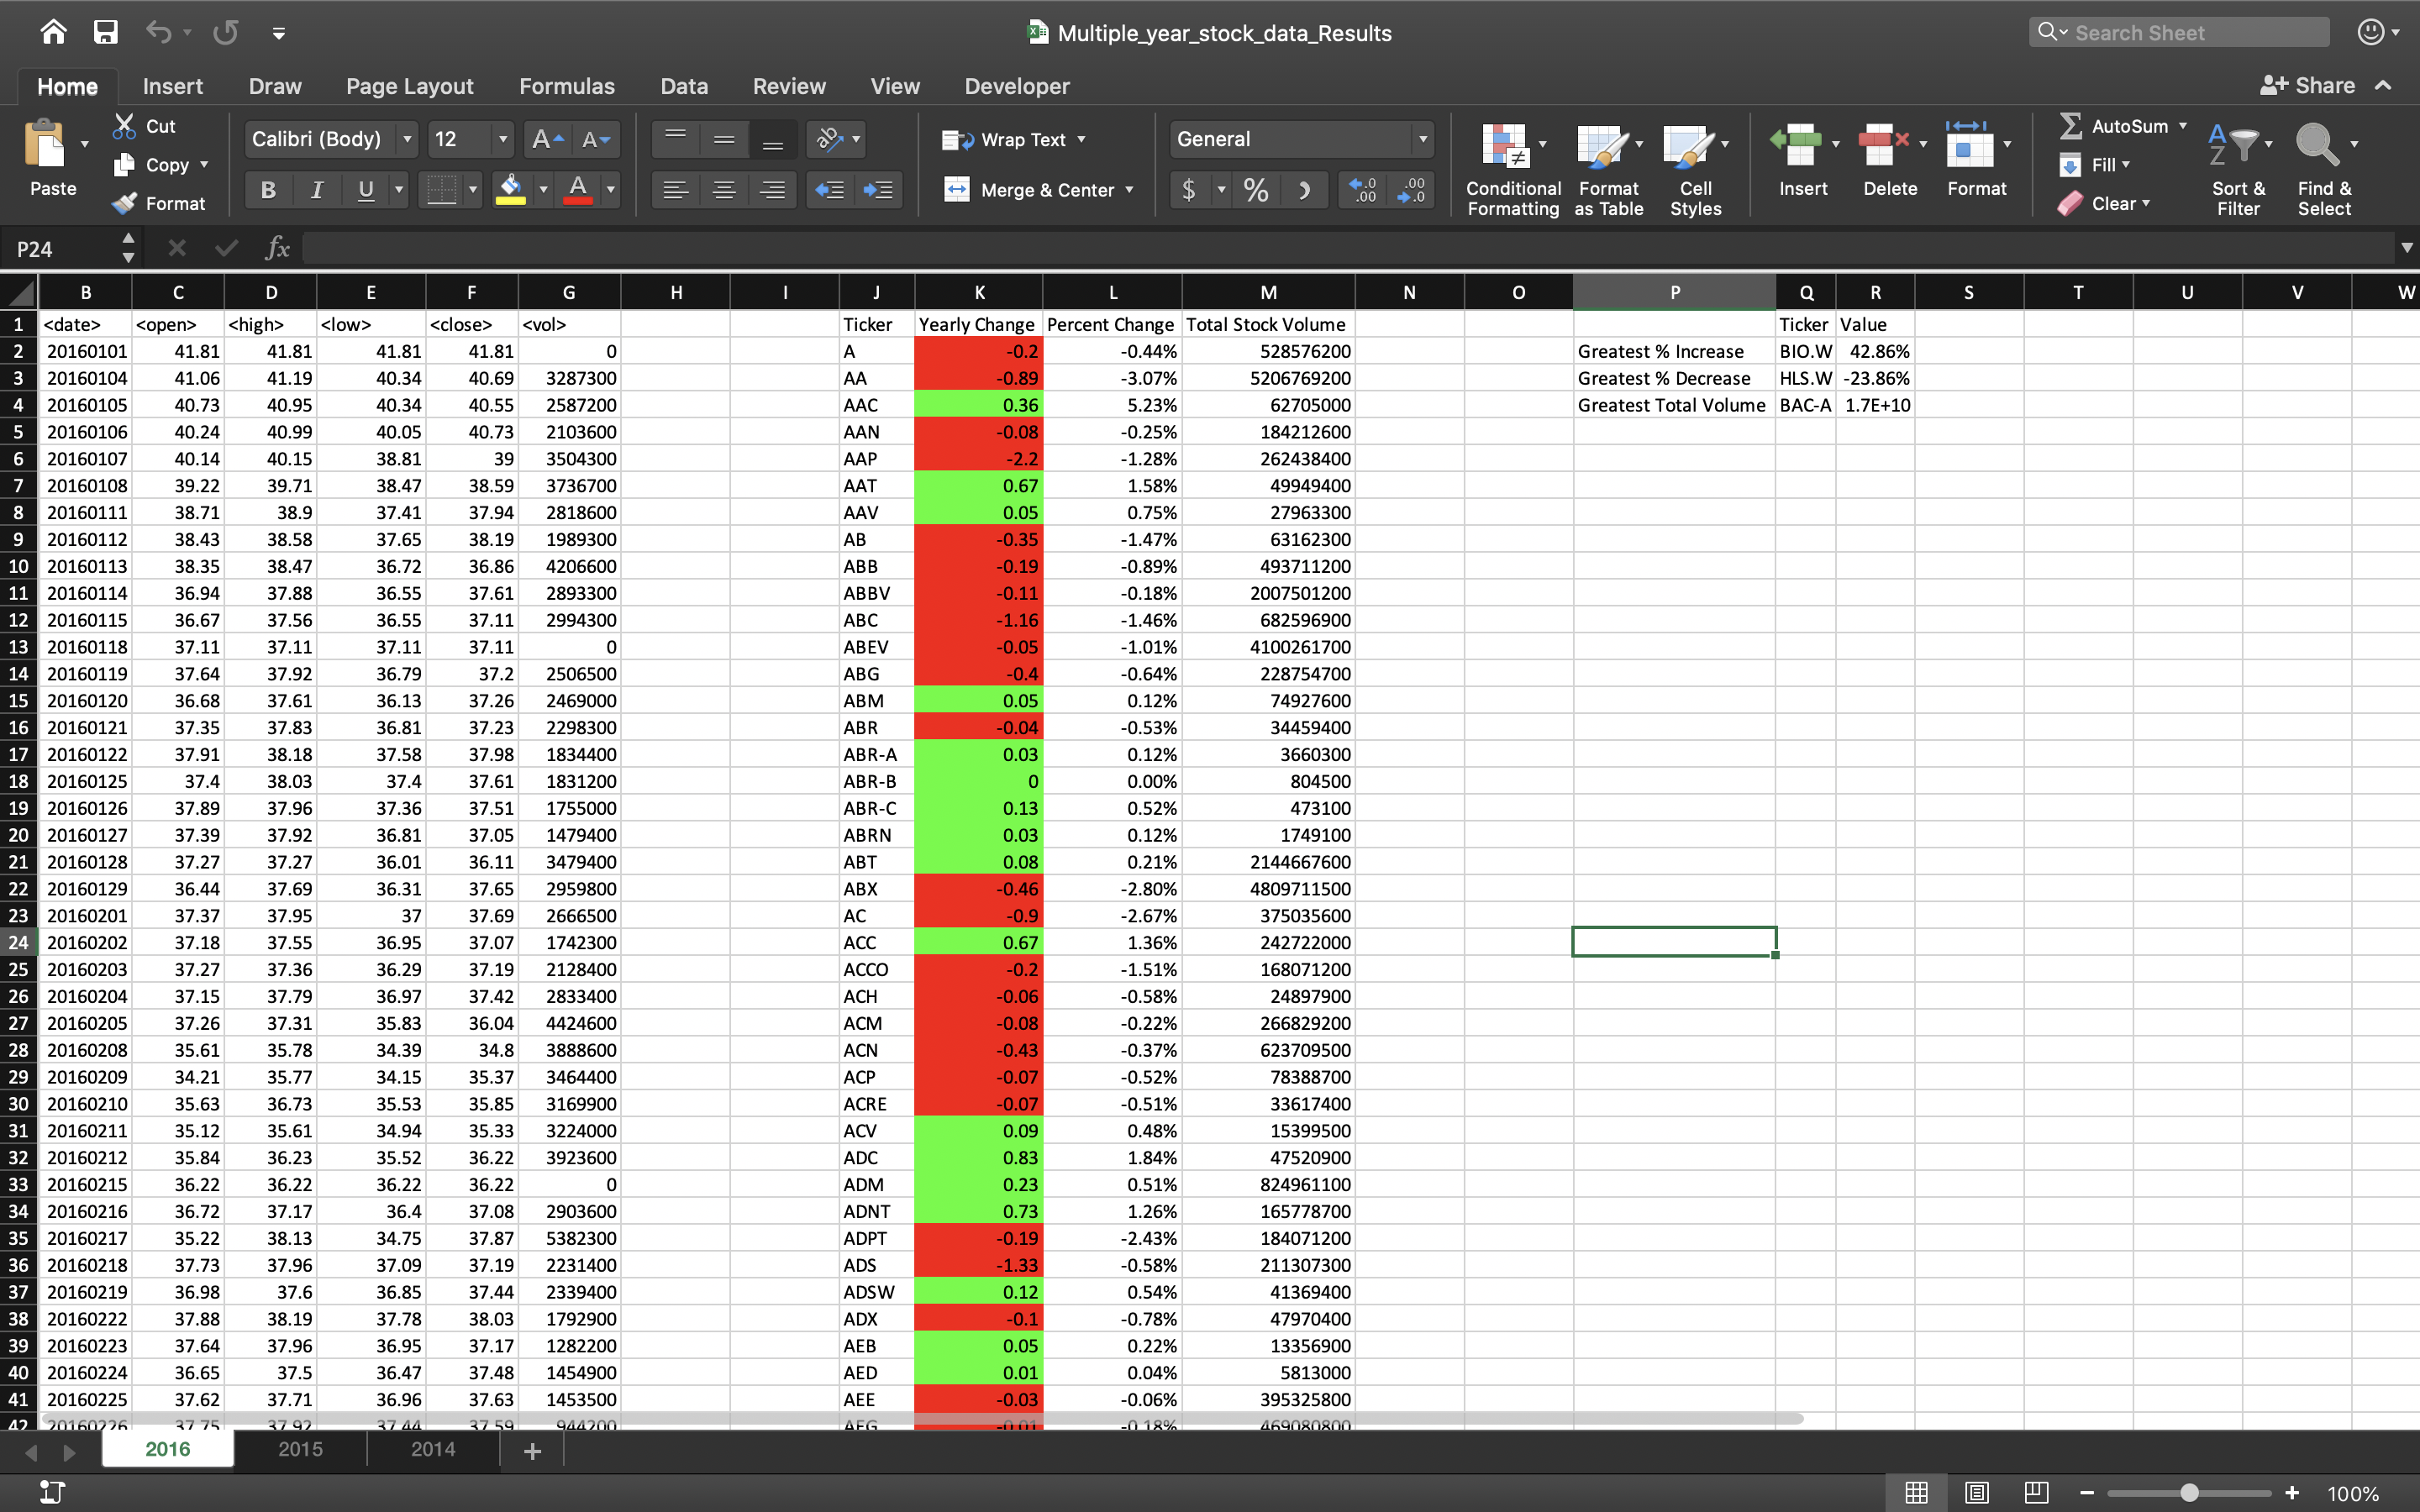 Multiple_year_stock_data_Results
Search Sheet
Home Insert Draw Page Layout Formulas Data Review View Developer Share
Paste Cut Copy Format
Calibri (Body) 12 A A
B I U A
Wrap Text
Merge & Center
General
$ % .0 .00 .00 .0
Conditional Formatting
Format as Table
Cell Styles
Insert Delete Format
AutoSum
Fill
Clear
Sort & Filter
Find & Select
P24 fx
B C D E F G H I J K L M N O P Q R S T U V W
1 <date> <open> <high> <low> <close> <vol> Ticker Yearly Change Percent Change Total Stock Volume Ticker Value
2 20160101 41.81 41.81 41.81 41.81 0 A -0.2 -0.44% 528576200 Greatest % Increase BIO.W 42.86%
3 20160104 41.06 41.19 40.34 40.69 3287300 AA -0.89 -3.07% 5206769200 Greatest % Decrease HLS.W -23.86%
4 20160105 40.73 40.95 40.34 40.55 2587200 AAC 0.36 5.23% 62705000 Greatest Total Volume BAC-A 1.7E+10
5 20160106 40.24 40.99 40.05 40.73 2103600 AAN -0.08 -0.25% 184212600
6 20160107 40.14 40.15 38.81 39 3504300 AAP -2.2 -1.28% 262438400
7 20160108 39.22 39.71 38.47 38.59 3736700 AAT 0.67 1.58% 49949400
8 20160111 38.71 38.9 37.41 37.94 2818600 AAV 0.05 0.75% 27963300
9 20160112 38.43 38.58 37.65 38.19 1989300 AB -0.35 -1.47% 63162300
10 20160113 38.35 38.47 36.72 36.86 4206600 ABB -0.19 -0.89% 493711200
11 20160114 36.94 37.88 36.55 37.61 2893300 ABBV -0.11 -0.18% 2007501200
12 20160115 36.67 37.56 36.55 37.11 2994300 ABC -1.16 -1.46% 682596900
13 20160118 37.11 37.11 37.11 37.11 0 ABEV -0.05 -1.01% 4100261700
14 20160119 37.64 37.92 36.79 37.2 2506500 ABG -0.4 -0.64% 228754700
15 20160120 36.68 37.61 36.13 37.26 2469000 ABM 0.05 0.12% 74927600
16 20160121 37.35 37.83 36.81 37.23 2298300 ABR -0.04 -0.53% 34459400
17 20160122 37.91 38.18 37.58 37.98 1834400 ABR-A 0.03 0.12% 3660300
18 20160125 37.4 38.03 37.4 37.61 1831200 ABR-B 0 0.00% 804500
19 20160126 37.89 37.96 37.36 37.51 1755000 ABR-C 0.13 0.52% 473100
20 20160127 37.39 37.92 36.81 37.05 1479400 ABRN 0.03 0.12% 1749100
21 20160128 37.27 37.27 36.01 36.11 3479400 ABT 0.08 0.21% 2144667600
22 20160129 36.44 37.69 36.31 37.65 2959800 ABX -0.46 -2.80% 4809711500
23 20160201 37.37 37.95 37 37.69 2666500 AC -0.9 -2.67% 375035600
24 20160202 37.18 37.55 36.95 37.07 1742300 ACC 0.67 1.36% 242722000
25 20160203 37.27 37.36 36.29 37.19 2128400 ACCO -0.2 -1.51% 168071200
26 20160204 37.15 37.79 36.97 37.42 2833400 ACH -0.06 -0.58% 24897900
27 20160205 37.26 37.31 35.83 36.04 4424600 ACM -0.08 -0.22% 266829200
28 20160208 35.61 35.78 34.39 34.8 3888600 ACN -0.43 -0.37% 623709500
29 20160209 34.21 35.77 34.15 35.37 3464400 ACP -0.07 -0.52% 78388700
30 20160210 35.63 36.73 35.53 35.85 3169900 ACRE -0.07 -0.51% 33617400
31 20160211 35.12 35.61 34.94 35.33 3224000 ACV 0.09 0.48% 15399500
32 20160212 35.84 36.23 35.52 36.22 3923600 ADC 0.83 1.84% 47520900
33 20160215 36.22 36.22 36.22 36.22 0 ADM 0.23 0.51% 824961100
34 20160216 36.72 37.17 36.4 37.08 2903600 ADNT 0.73 1.26% 165778700
35 20160217 35.22 38.13 34.75 37.87 5382300 ADPT -0.19 -2.43% 184071200
36 20160218 37.73 37.96 37.09 37.19 2231400 ADS -1.33 -0.58% 211307300
37 20160219 36.98 37.6 36.85 37.44 2339400 ADSW 0.12 0.54% 41369400
38 20160222 37.88 38.19 37.78 38.03 1792900 ADX -0.1 -0.78% 47970400
39 20160223 37.64 37.96 36.95 37.17 1282200 AEB 0.05 0.22% 13356900
40 20160224 36.65 37.5 36.47 37.48 1454900 AED 0.01 0.04% 5813000
41 20160225 37.62 37.71 36.96 37.63 1453500 AEE -0.03 -0.06% 395325800
42 20160226 37.75 37.92 37.44 37.59 944200 AEG -0.01 -0.18% 469080800
2016 2015 2014 +
100%